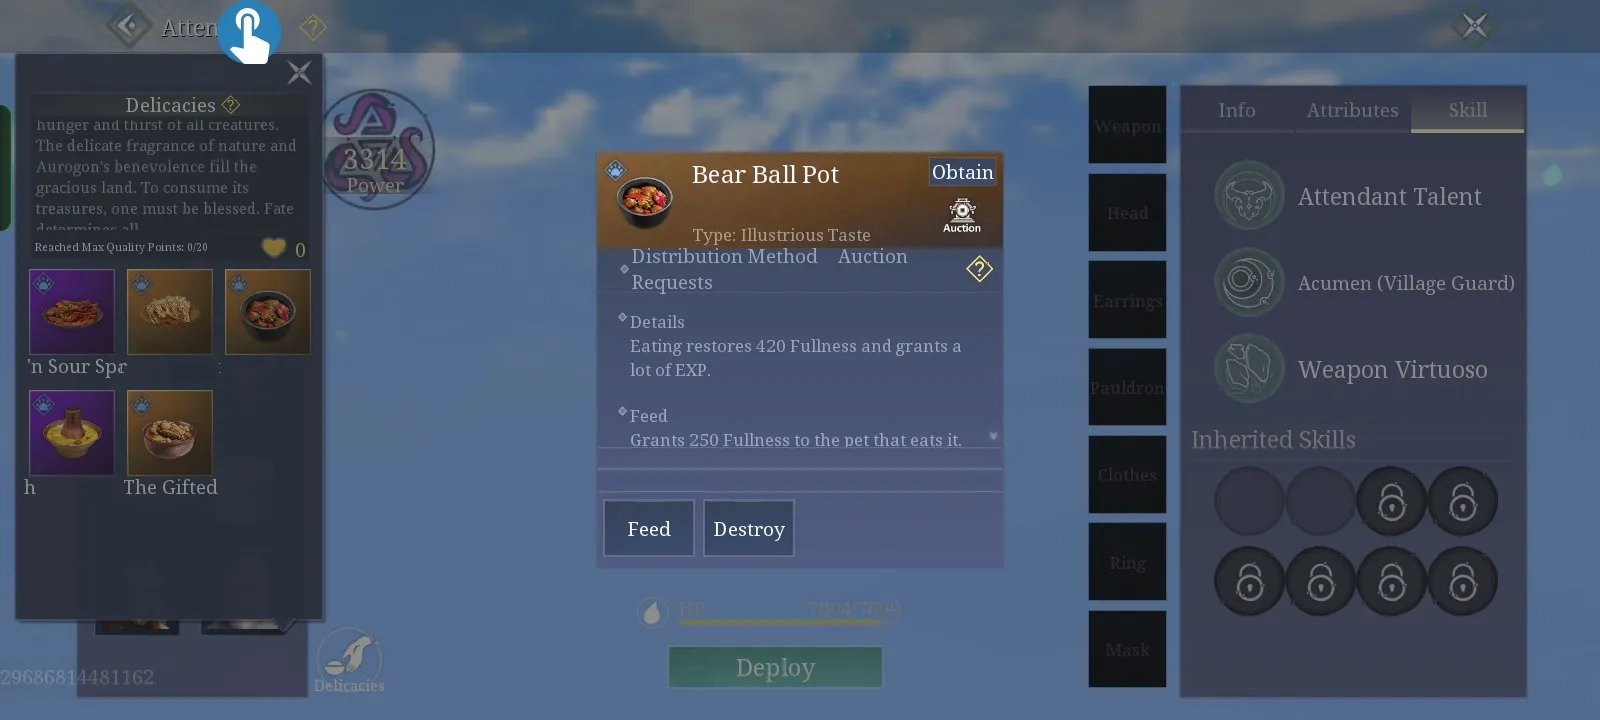 Atten
Delicacies
hunger and thirst of all creatures.
The delicate fragrance of nature and
Aurogon's benevolence fill the
gracious land. To consume its
treasures, one must be blessed. Fate
determines all
Reached Max Quality Points: 0/20
0
'n Sour Spr
h
The Gifted
3314
Power
Bear Ball Pot
Obtain
Auction
Type: Illustrious Taste
Distribution Method Auction
Requests
Details
Eating restores 420 Fullness and grants a
lot of EXP.
Feed
Grants 250 Fullness to the pet that eats it.
Feed
Destroy
Deploy
Delicacies
29686814481162
Weapon
Head
Earrings
Pauldron
Clothes
Ring
Mask
Info
Attributes
Skill
Attendant Talent
Acumen (Village Guard)
Weapon Virtuoso
Inherited Skills